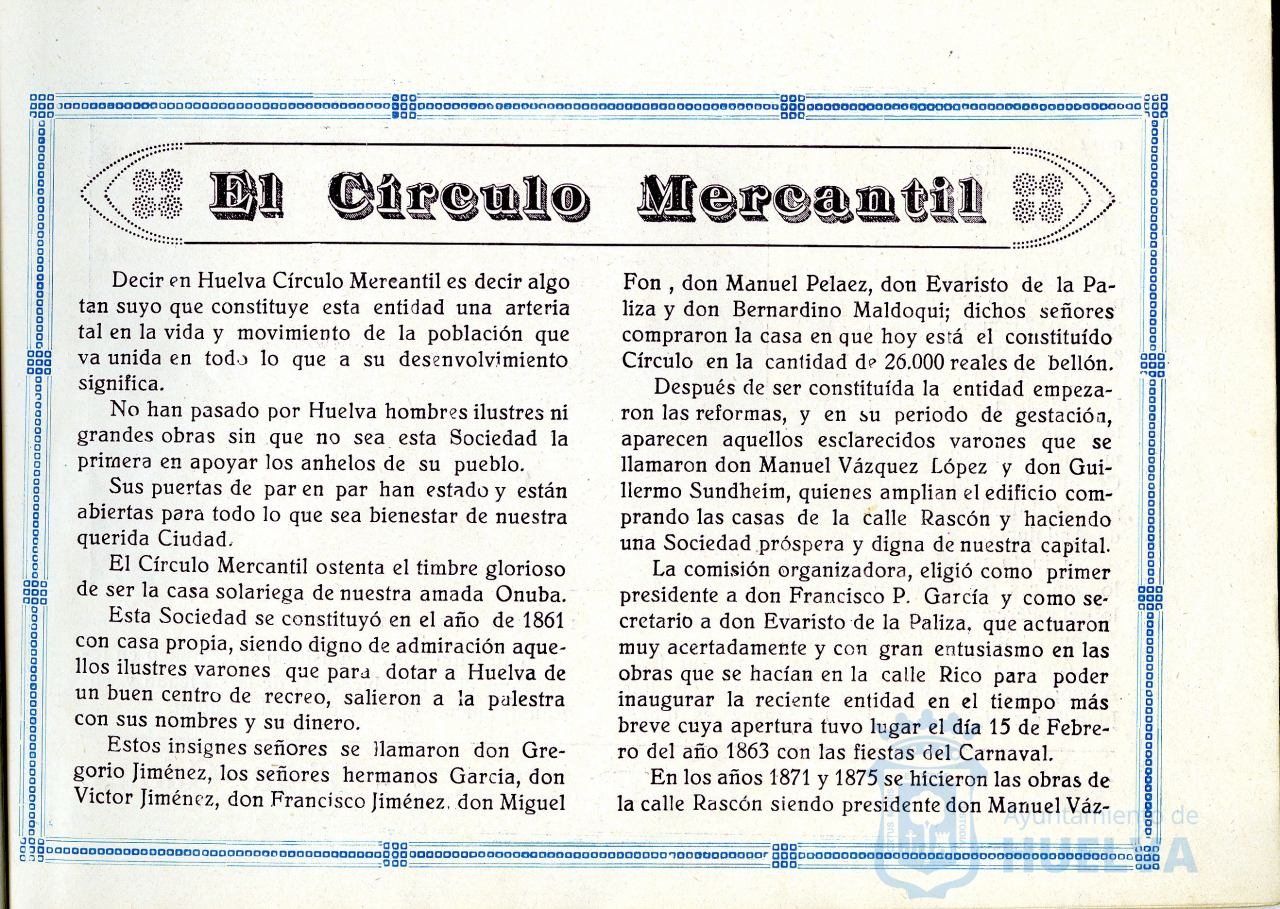 El Círculo Mercantil
Decir en Huelva Círculo Mercantil es decir algo
tan suyo que constituye esta entidad una arteria
tal en la vida y movimiento de la población que
va unida en todo lo que a su desenvolvimiento
significa.
No han pasado por Huelva hombres ilustres ni
grandes obras sin que no sea esta Sociedad la
primera en apoyar los anhelos de su pueblo.
Sus puertas de par en par han estado y están
abiertas para todo lo que sea bienestar de nuestra
querida Ciudad.
El Círculo Mercantil ostenta el timbre glorioso
de ser la casa solariega de nuestra amada Onuba.
Esta Sociedad se constituyó en el año de 1861
con casa propia, siendo digno de admiración aque-
llos ilustres varones que para dotar a Huelva de
un buen centro de recreo, salieron a la palestra
con sus nombres y su dinero.
Estos insignes señores se llamaron don Gre-
gorio Jiménez, los señores hermanos Garcia, don
Victor Jiménez, don Francisco Jiménez, don Miguel
Fon , don Manuel Pelaez, don Evaristo de la Pa-
liza y don Bernardino Maldoqui; dichos señores
compraron la casa en que hoy está el constituído
Círculo en la cantidad de 26.000 reales de bellón.
Después de ser constituída la entidad empeza-
ron las reformas, y en su periodo de gestación,
aparecen aquellos esclarecidos varones que se
llamaron don Manuel Vázquez López y don Gui-
llermo Sundheim, quienes amplian el edificio com-
prando las casas de la calle Rascón y haciendo
una Sociedad próspera y digna de nuestra capital.
La comisión organizadora, eligió como primer
presidente a don Francisco P. García y como se-
cretario a don Evaristo de la Paliza, que actuaron
muy acertadamente y con gran entusiasmo en las
obras que se hacían en la calle Rico para poder
inaugurar la reciente entidad en el tiempo más
breve cuya apertura tuvo lugar el día 15 de Febre-
ro del año 1863 con las fiestas del Carnaval.
En los años 1871 y 1875 se hicieron las obras de
la calle Rascón siendo presidente don Manuel Váz-
Ayuntamiento de
HUELVA